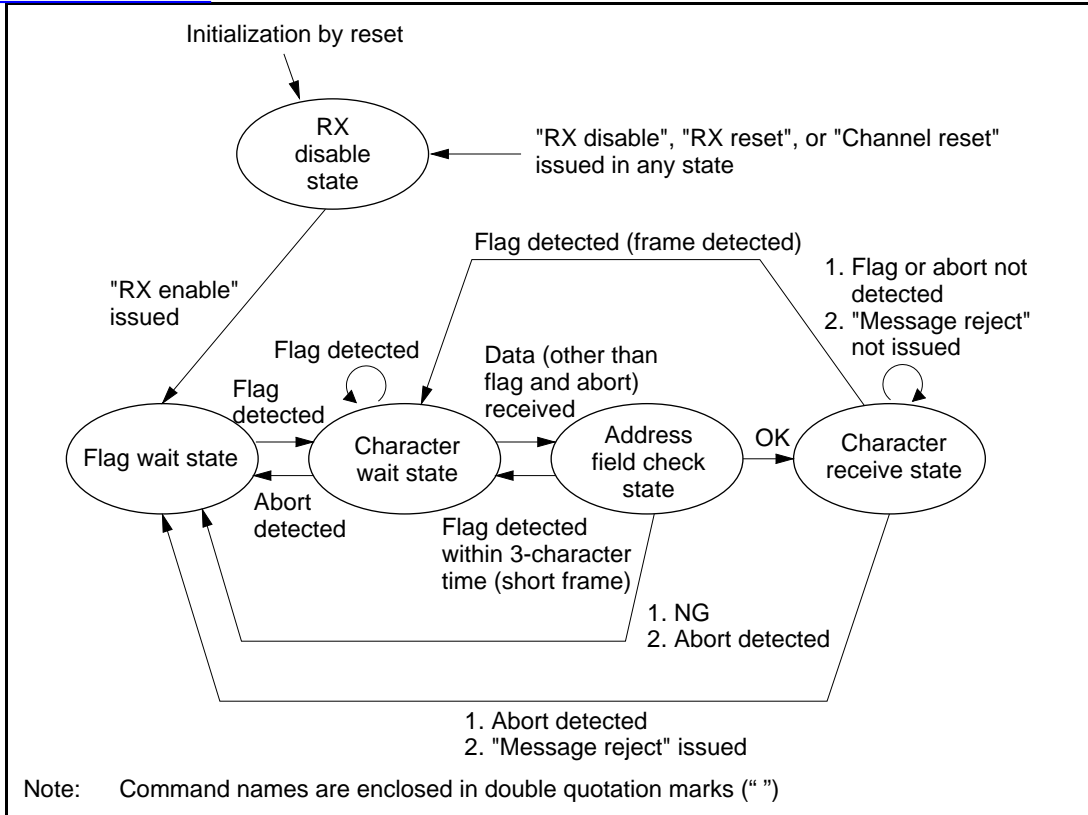 Initialization by reset
RX
disable
state
"RX disable", "RX reset", or "Channel reset"
issued in any state
Flag detected (frame detected)
1. Flag or abort not
detected
2. "Message reject"
not issued
"RX enable"
issued
Flag detected
Data (other than
flag and abort)
received
Flag
detected
Flag wait state
Character
wait state
Address
field check
state
OK
Character
receive state
Abort
detected
Flag detected
within 3-character
time (short frame)
1. NG
2. Abort detected
1. Abort detected
2. "Message reject" issued
Note: Command names are enclosed in double quotation marks (“ ”)